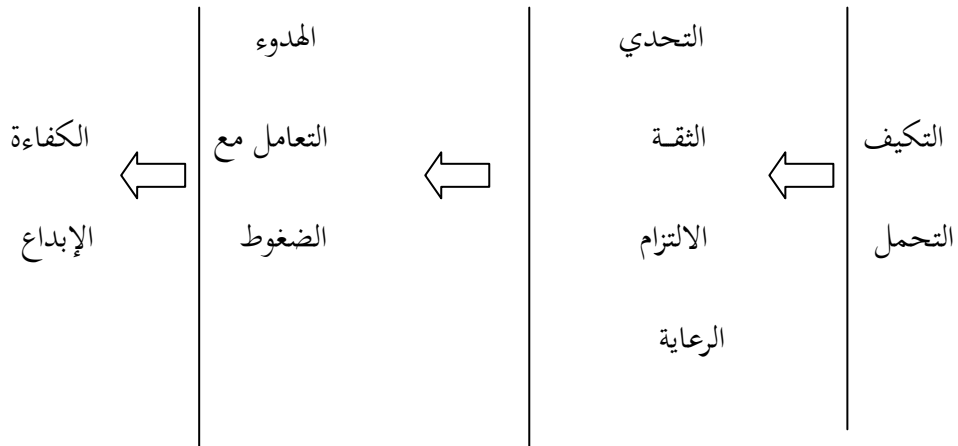 التكيف
التحمل
التحدي
الثقـة
الالتزام
الرعاية
الهدوء
التعامل مع
الضغوط
الكفاءة
الإبداع